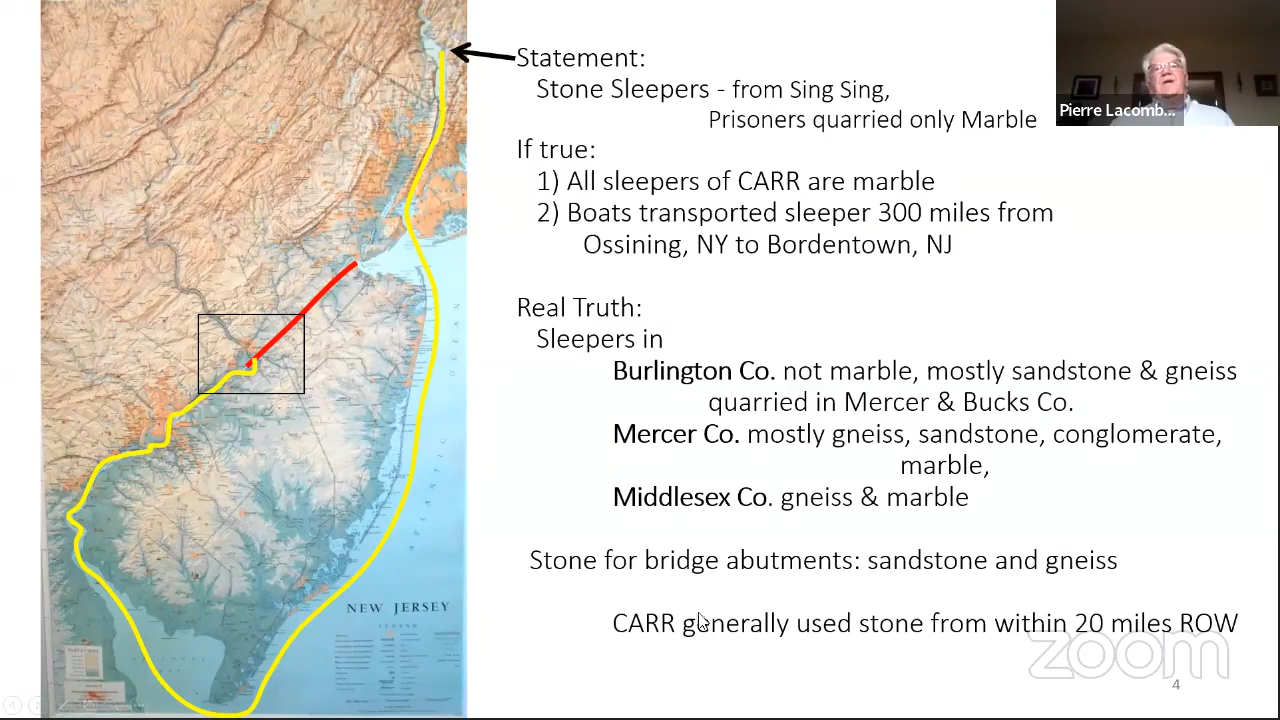 Statement:
Stone Sleepers - from Sing Sing,
Prisoners quarried only Marble
If true:
1) All sleepers of CARR are marble
2) Boats transported sleeper 300 miles from
Ossining, NY to Bordentown, NJ
Real Truth:
Sleepers in
Burlington Co. not marble, mostly sandstone & gneiss
quarried in Mercer & Bucks Co.
Mercer Co. mostly gneiss, sandstone, conglomerate,
marble,
Middlesex Co. gneiss & marble
Stone for bridge abutments: sandstone and gneiss
CARR generally used stone from within 20 miles ROW
Pierre Lacomb...
NEW JERSEY
LEGEND
ATLANTIC
OCEAN
zoom
4